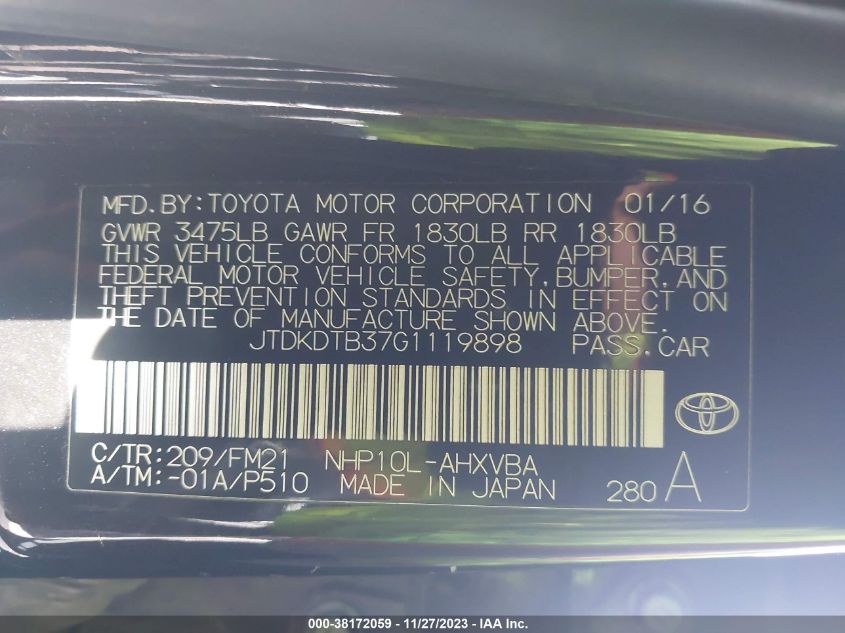 MFD.BY:TOYOTA MOTOR CORPORATION 01/16
GVWR 3475LB GAWR FR 1830LB RR 1830LB
THIS VEHICLE CONFORMS TO ALL APPLICABLE
FEDERAL MOTOR VEHICLE SAFETY,BUMPER,AND
THEFT PREVENTION STANDARDS IN EFFECT ON
THE DATE OF MANUFACTURE SHOWN ABOVE.
JTDKDTB37G1119898 PASS.CAR
C/TR:209/FM21 NHP10L-AHXVBA
A/TM:-01A/P510 MADE IN JAPAN 280 A
000-38172059 — 11/27/2023 — IAA Inc.